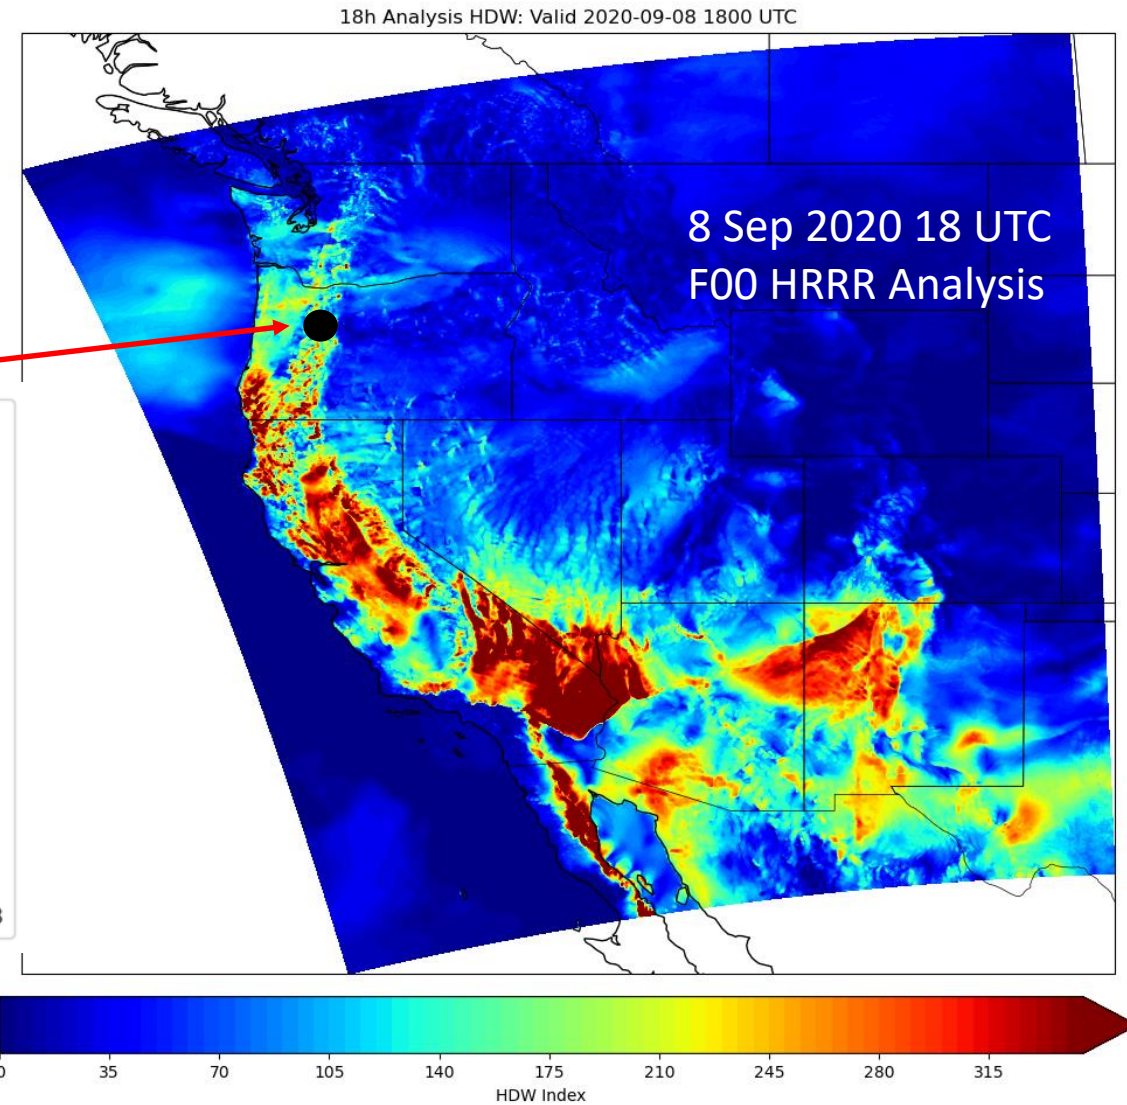 18h Analysis HDW: Valid 2020-09-08 1800 UTC
8 Sep 2020 18 UTC
F00 HRRR Analysis
0 35 70 105 140 175 210 245 280 315
HDW Index